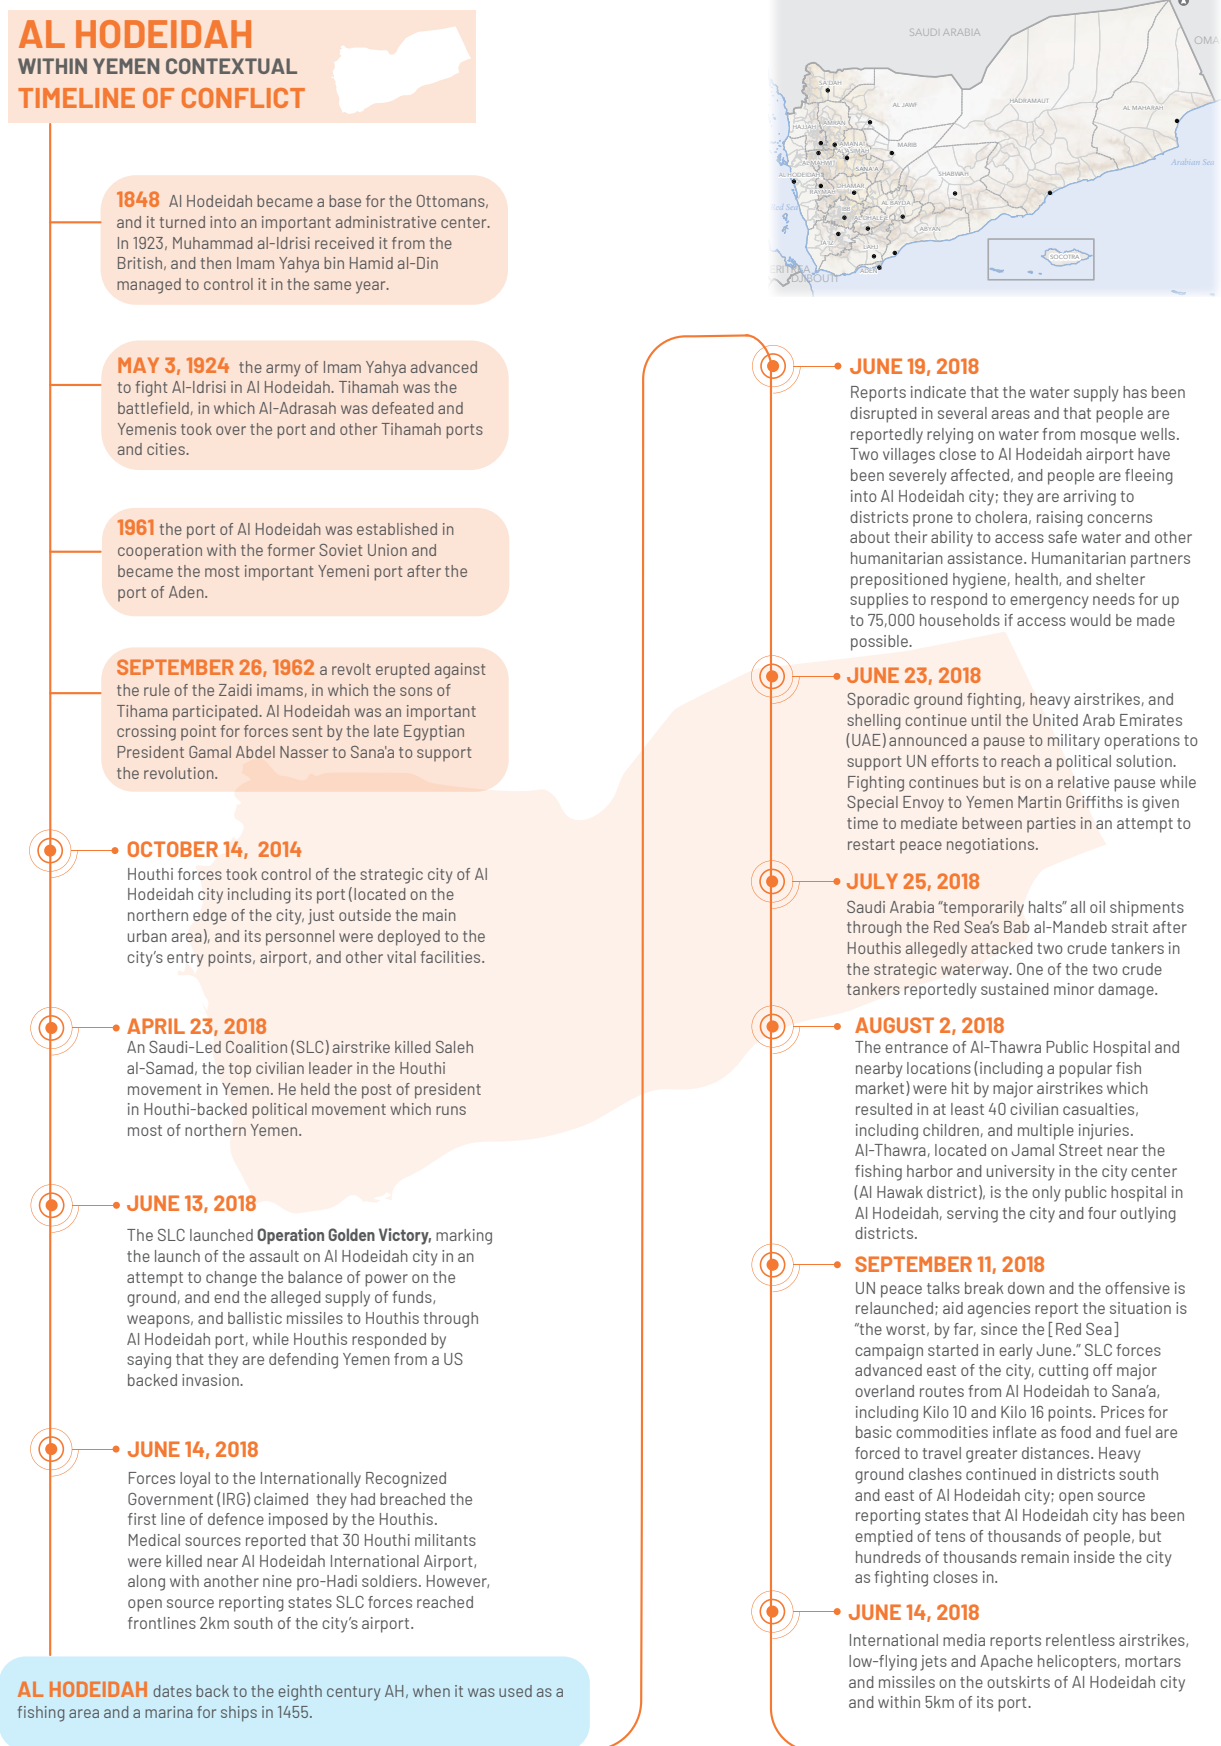 AL HODEIDAH
WITHIN YEMEN CONTEXTUAL
TIMELINE OF CONFLICT
1848 Al Hodeidah became a base for the Ottomans,
and it turned into an important administrative center.
In 1923, Muhammad al-Idrisi received it from the
British, and then Imam Yahya bin Hamid al-Din
managed to control it in the same year.
MAY 3, 1924 the army of Imam Yahya advanced
to fight Al-Idrisi in Al Hodeidah. Tihamah was the
battlefield, in which Al-Adrasah was defeated and
Yemenis took over the port and other Tihamah ports
and cities.
1961 the port of Al Hodeidah was established in
cooperation with the former Soviet Union and
became the most important Yemeni port after the
port of Aden.
SEPTEMBER 26, 1962 a revolt erupted against
the rule of the Zaidi imams, in which the sons of
Tihama participated. Al Hodeidah was an important
crossing point for forces sent by the late Egyptian
President Gamal Abdel Nasser to Sana'a to support
the revolution.
OCTOBER 14, 2014
Houthi forces took control of the strategic city of Al
Hodeidah city including its port (located on the
northern edge of the city, just outside the main
urban area), and its personnel were deployed to the
city's entry points, airport, and other vital facilities.
APRIL 23, 2018
An Saudi-Led Coalition (SLC) airstrike killed Saleh
al-Samad, the top civilian leader in the Houthi
movement in Yemen. He held the post of president
in Houthi-backed political movement which runs
most of northern Yemen.
JUNE 13, 2018
The SLC launched Operation Golden Victory, marking
the launch of the assault on Al Hodeidah city in an
attempt to change the balance of power on the
ground, and end the alleged supply of funds,
weapons, and ballistic missiles to Houthis through
Al Hodeidah port, while Houthis responded by
saying that they are defending Yemen from a US
backed invasion.
JUNE 14, 2018
Forces loyal to the Internationally Recognized
Government (IRG) claimed they had breached the
first line of defence imposed by the Houthis.
Medical sources reported that 30 Houthi militants
were killed near Al Hodeidah International Airport,
along with another nine pro-Hadi soldiers. However,
open source reporting states SLC forces reached
frontlines 2km south of the city's airport.
AL HODEIDAH dates back to the eighth century AH, when it was used as a
fishing area and a marina for ships in 1455.
SAUDI ARABIA
OMA
SA'DAH
AL JAWF
HADRAMAUT
AL MAHARAH
HAJJAH
AMRAN
AMANA
AL ASIMAH
MARIB
AL MAHWIT
SANA'A
Arabian Sea
AL HODEIDAH
RAYMAH
DHAMAR
SHABWAH
Red Sea
IBB
AL BAYDA
AL DHALE'E
ABYAN
TA'IZ
LAHJ
SOCOTRA
ERITREA
ADEN
DJIBOUTI
JUNE 19, 2018
Reports indicate that the water supply has been
disrupted in several areas and that people are
reportedly relying on water from mosque wells.
Two villages close to Al Hodeidah airport have
been severely affected, and people are fleeing
into Al Hodeidah city; they are arriving to
districts prone to cholera, raising concerns
about their ability to access safe water and other
humanitarian assistance. Humanitarian partners
prepositioned hygiene, health, and shelter
supplies to respond to emergency needs for up
to 75,000 households if access would be made
possible.
JUNE 23, 2018
Sporadic ground fighting, heavy airstrikes, and
shelling continue until the United Arab Emirates
(UAE) announced a pause to military operations to
support UN efforts to reach a political solution.
Fighting continues but is on a relative pause while
Special Envoy to Yemen Martin Griffiths is given
time to mediate between parties in an attempt to
restart peace negotiations.
JULY 25, 2018
Saudi Arabia "temporarily halts" all oil shipments
through the Red Sea's Bab al-Mandeb strait after
Houthis allegedly attacked two crude tankers in
the strategic waterway. One of the two crude
tankers reportedly sustained minor damage.
AUGUST 2, 2018
The entrance of Al-Thawra Public Hospital and
nearby locations (including a popular fish
market) were hit by major airstrikes which
resulted in at least 40 civilian casualties,
including children, and multiple injuries.
Al-Thawra, located on Jamal Street near the
fishing harbor and university in the city center
(Al Hawak district), is the only public hospital in
Al Hodeidah, serving the city and four outlying
districts.
SEPTEMBER 11, 2018
UN peace talks break down and the offensive is
relaunched; aid agencies report the situation is
"the worst, by far, since the [Red Sea]
campaign started in early June." SLC forces
advanced east of the city, cutting off major
overland routes from Al Hodeidah to Sana'a,
including Kilo 10 and Kilo 16 points. Prices for
basic commodities inflate as food and fuel are
forced to travel greater distances. Heavy
ground clashes continued in districts south
and east of Al Hodeidah city; open source
reporting states that Al Hodeidah city has been
emptied of tens of thousands of people, but
hundreds of thousands remain inside the city
as fighting closes in.
JUNE 14, 2018
International media reports relentless airstrikes,
low-flying jets and Apache helicopters, mortars
and missiles on the outskirts of Al Hodeidah city
and within 5km of its port.